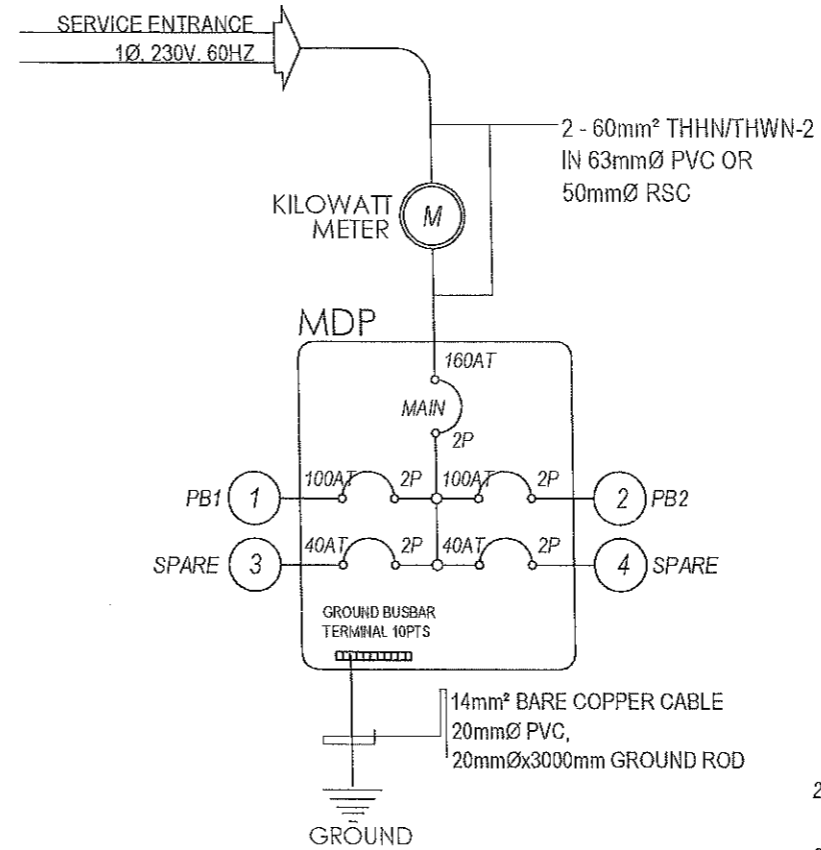 SERVICE ENTRANCE
1Ø, 230V. 60HZ
2 - 60mm² THHN/THWN-2
IN 63mmØ PVC OR
50mmØ RSC
KILOWATT
METER
M
MDP
160AT
MAIN
2P
PB1
1
100AT
2P
100AT
2P
2
PB2
SPARE
3
40AT
2P
40AT
2P
4
SPARE
GROUND BUSBAR
TERMINAL 10PTS
14mm² BARE COPPER CABLE
20mmØ PVC,
20mmØx3000mm GROUND ROD
GROUND
2